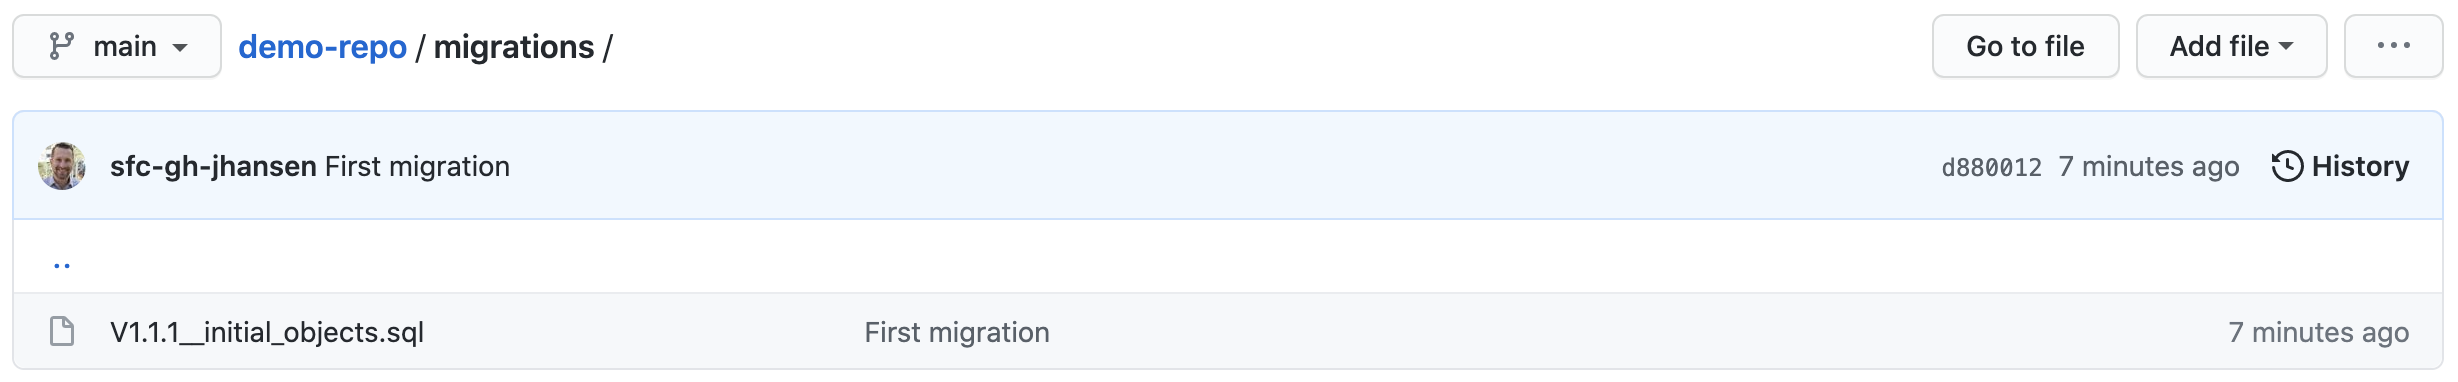 main demo-repo / migrations / Go to file Add file ...
sfc-gh-jhansen First migration d880012 7 minutes ago History
..
V1.1.1__initial_objects.sql First migration 7 minutes ago